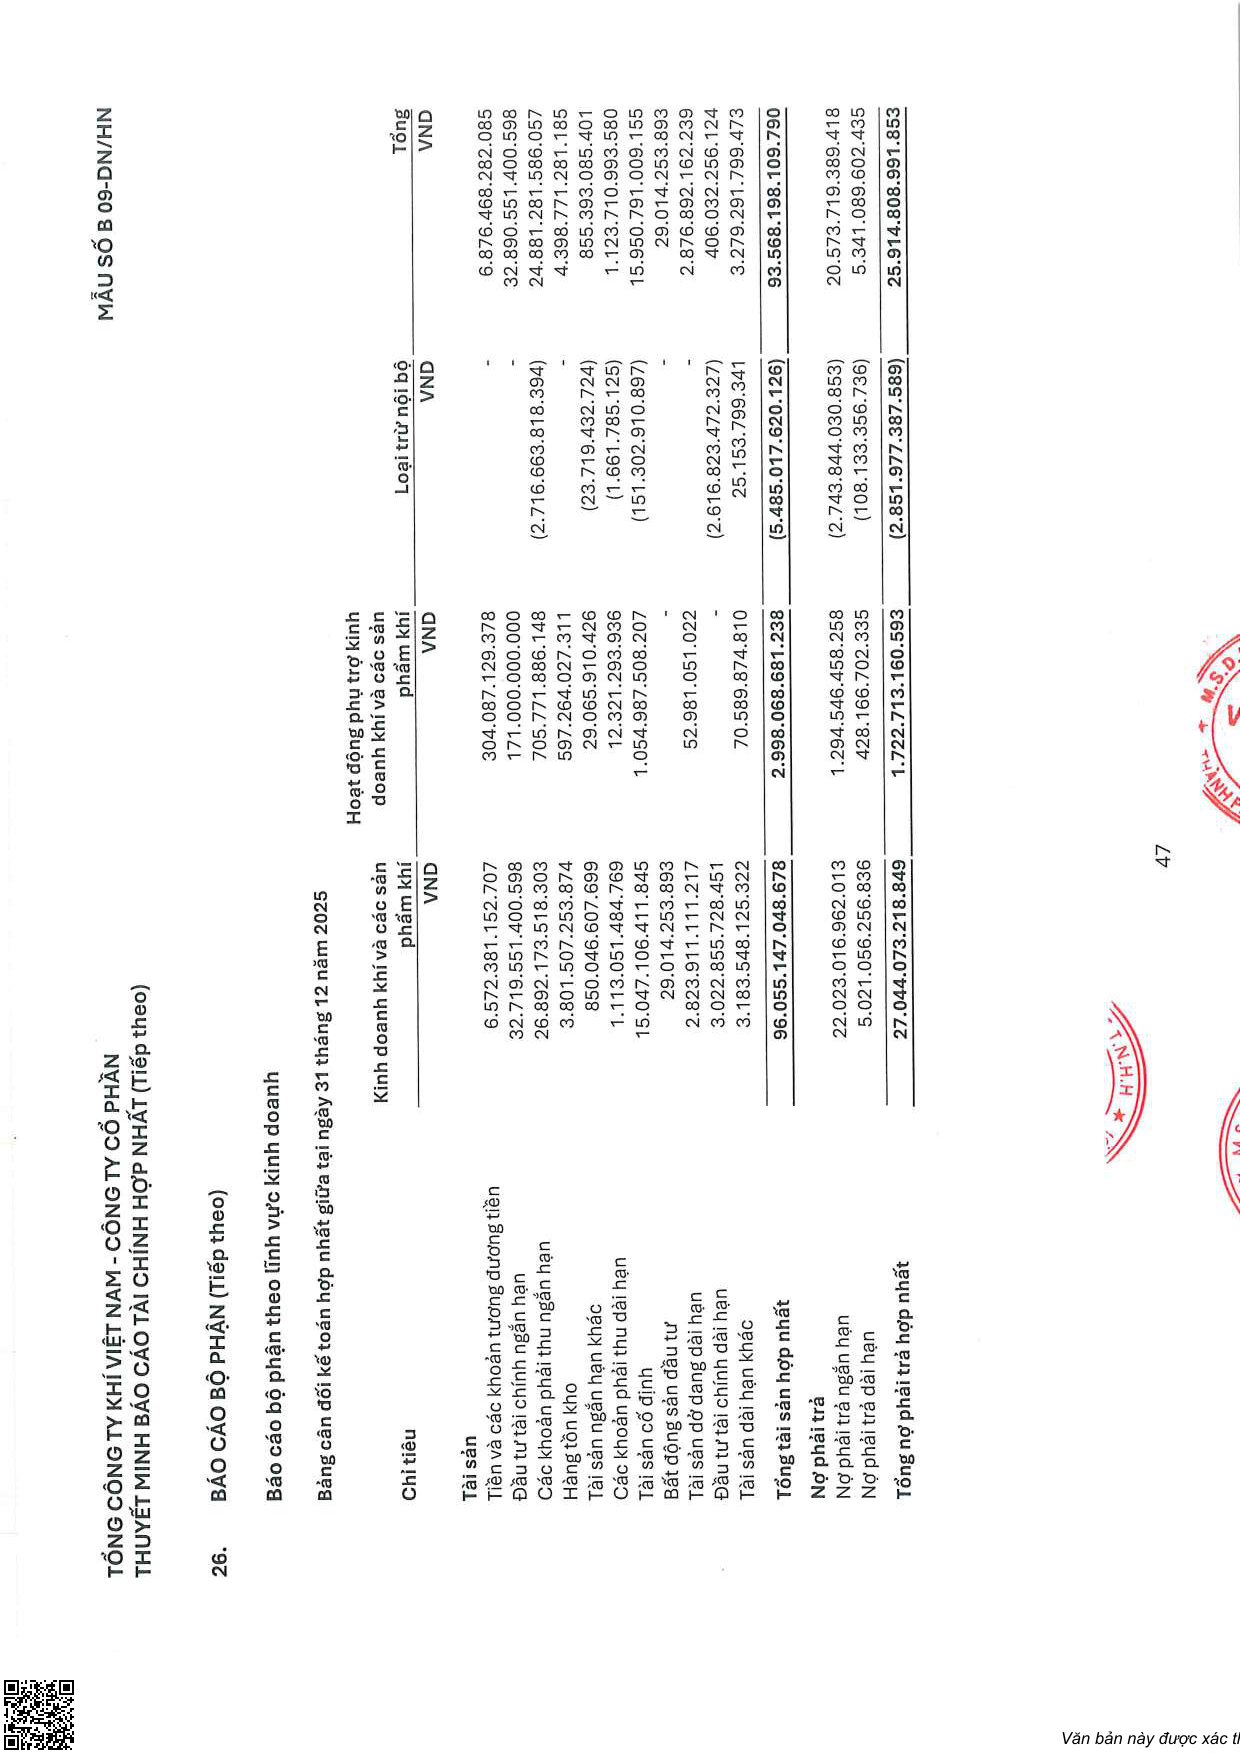 TỔNG CÔNG TY KHÍ VIỆT NAM - CÔNG TY CỔ PHẦN MẪU SỐ B 09-DN/HN
THUYẾT MINH BÁO CÁO TÀI CHÍNH HỢP NHẤT (Tiếp theo)
26. BÁO CÁO BỘ PHẬN (Tiếp theo)
Báo cáo bộ phận theo lĩnh vực kinh doanh
Bảng cân đối kế toán hợp nhất giữa tại ngày 31 tháng 12 năm 2025
Hoạt động phụ trợ kinh
Kinh doanh khí và các sản doanh khí và các sản
Chỉ tiêu phẩm khí phẩm khí Loại trừ nội bộ Tổng
VND VND VND VND
Tài sản
Tiền và các khoản tương đương tiền 6.572.381.152.707 304.087.129.378 - 6.876.468.282.085
Đầu tư tài chính ngắn hạn 32.719.551.400.598 171.000.000.000 - 32.890.551.400.598
Các khoản phải thu ngắn hạn 26.892.173.518.303 705.771.886.148 (2.716.663.818.394) 24.881.281.586.057
Hàng tồn kho 3.801.507.253.874 597.264.027.311 - 4.398.771.281.185
Tài sản ngắn hạn khác 850.046.607.699 29.065.910.426 (23.719.432.724) 855.393.085.401
Các khoản phải thu dài hạn 1.113.051.484.769 12.321.293.936 (1.661.785.125) 1.123.710.993.580
Tài sản cố định 15.047.106.411.845 1.054.987.508.207 (151.302.910.897) 15.950.791.009.155
Bất động sản đầu tư 29.014.253.893 - - 29.014.253.893
Tài sản dở dang dài hạn 2.823.911.111.217 52.981.051.022 - 2.876.892.162.239
Đầu tư tài chính dài hạn 3.022.855.728.451 - (2.616.823.472.327) 406.032.256.124
Tài sản dài hạn khác 3.183.548.125.322 70.589.874.810 25.153.799.341 3.279.291.799.473
Tổng tài sản hợp nhất 96.055.147.048.678 2.998.068.681.238 (5.485.017.620.126) 93.568.198.109.790
Nợ phải trả
Nợ phải trả ngắn hạn 22.023.016.962.013 1.294.546.458.258 (2.743.844.030.853) 20.573.719.389.418
Nợ phải trả dài hạn 5.021.056.256.836 428.166.702.335 (108.133.356.736) 5.341.089.602.435
Tổng nợ phải trả hợp nhất 27.044.073.218.849 1.722.713.160.593 (2.851.977.387.589) 25.914.808.991.853
47
T.N.H.H
M.S.D
Văn bản này được xác th